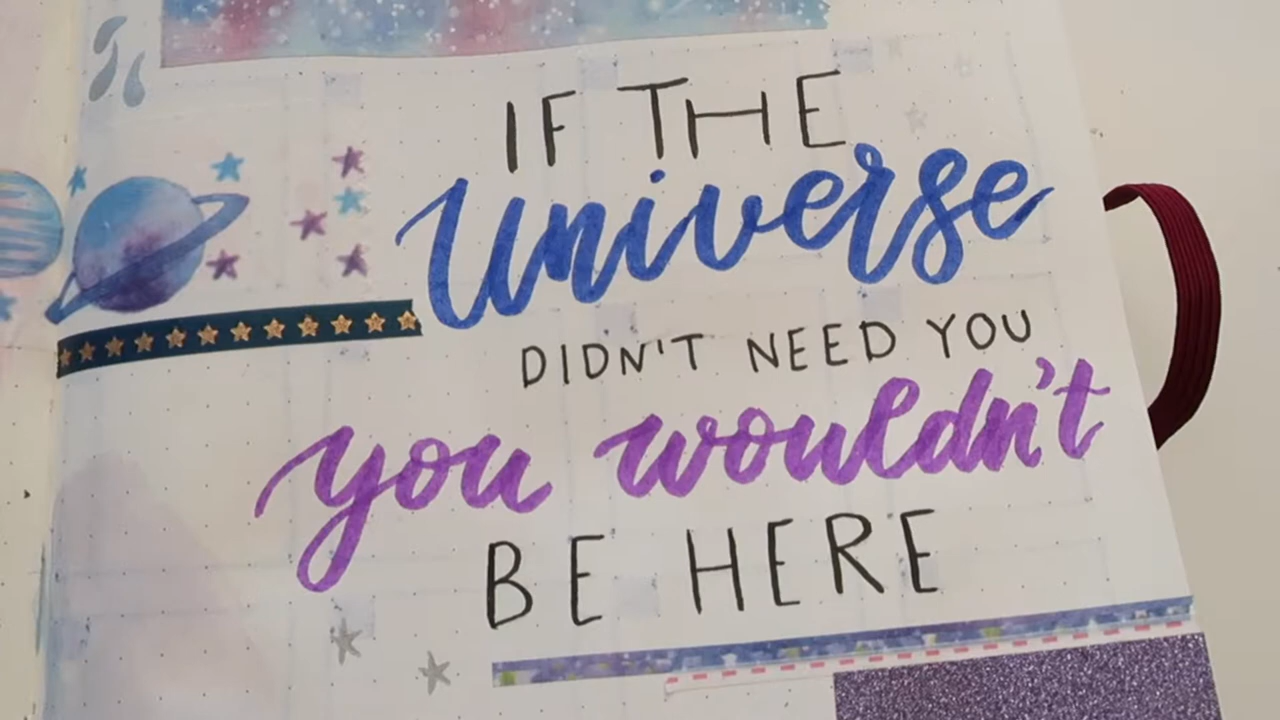 IF THE
universe
DIDN'T NEED YOU
you wouldn't
BE HERE